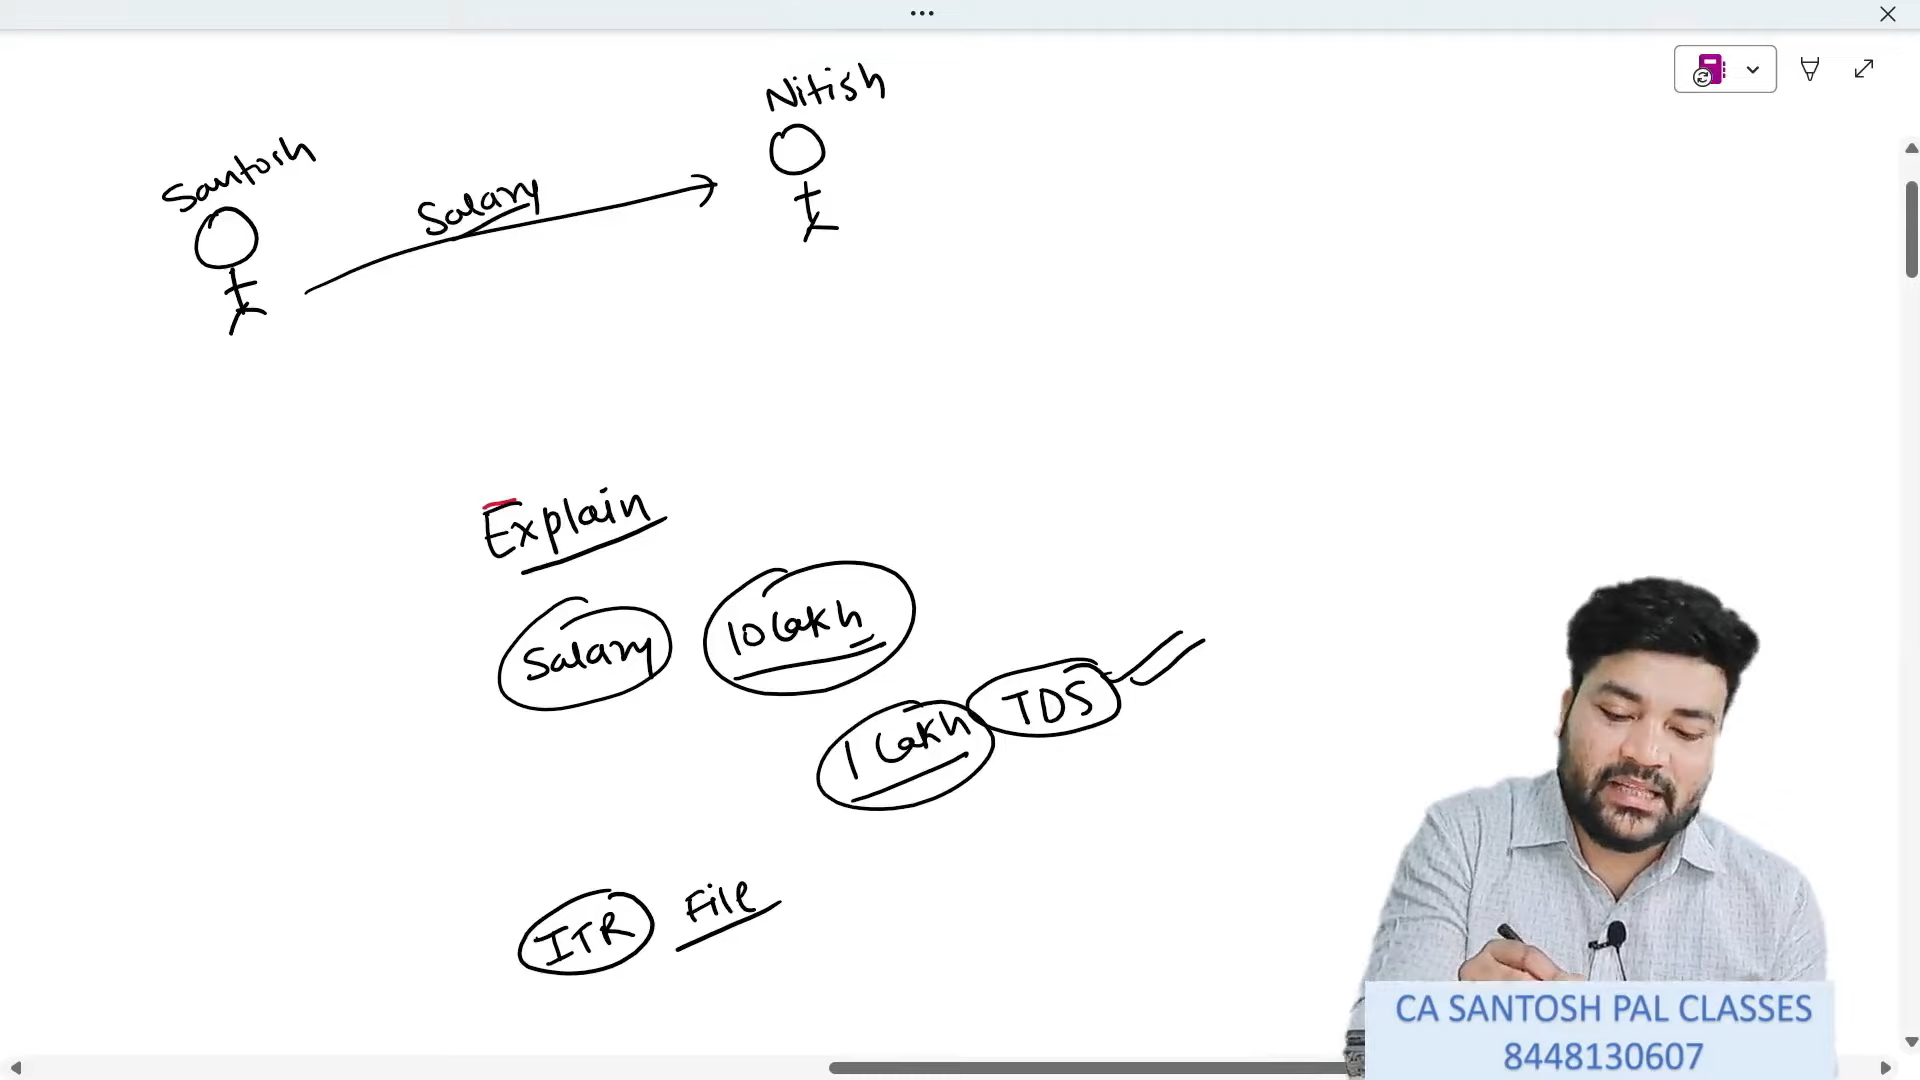 Nitish
Santosh
Salary
Explain
Salary 10 Lakh
1 Lakh TDS
ITR File
CA SANTOSH PAL CLASSES
8448130607